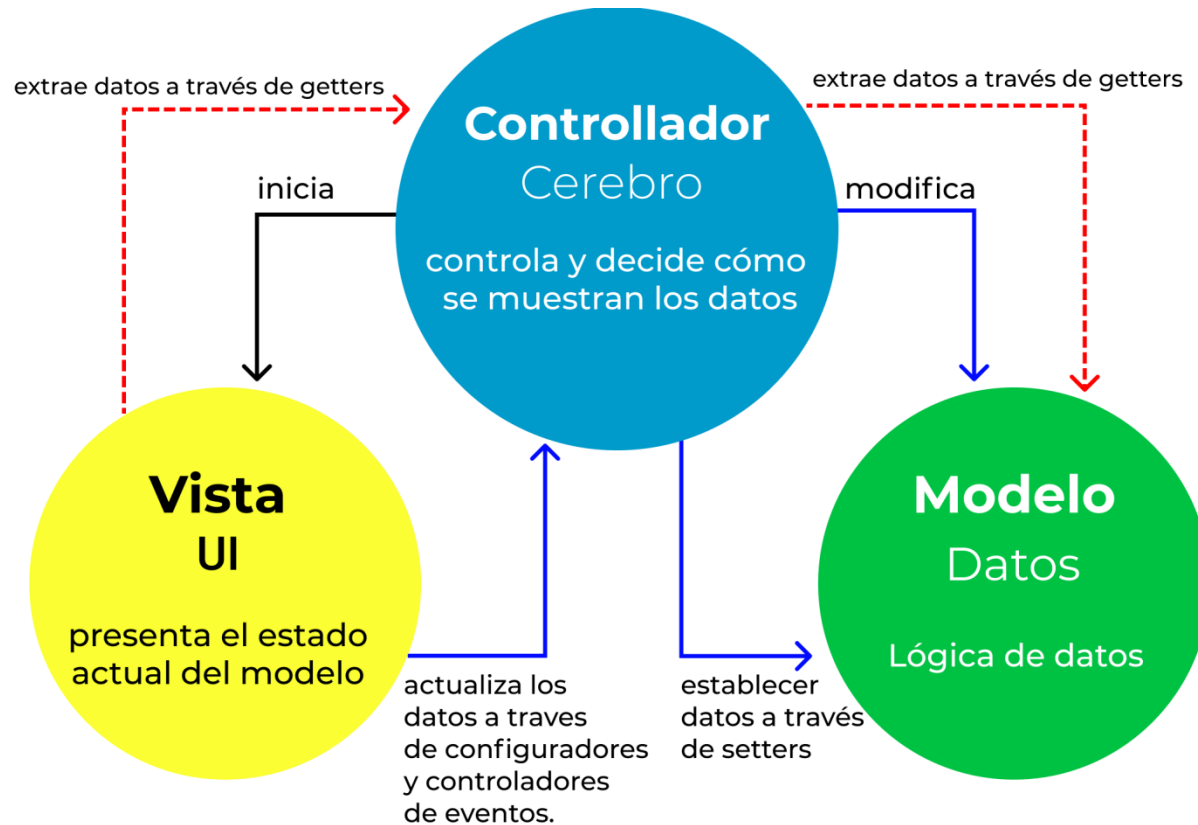 extrae datos a través de getters
extrae datos a través de getters
Controllador
Cerebro
inicia
modifica
controla y decide cómo
se muestran los datos
Vista
UI
presenta el estado
actual del modelo
Modelo
Datos
Lógica de datos
actualiza los
datos a traves
de configuradores
y controladores
de eventos.
establecer
datos a través
de setters